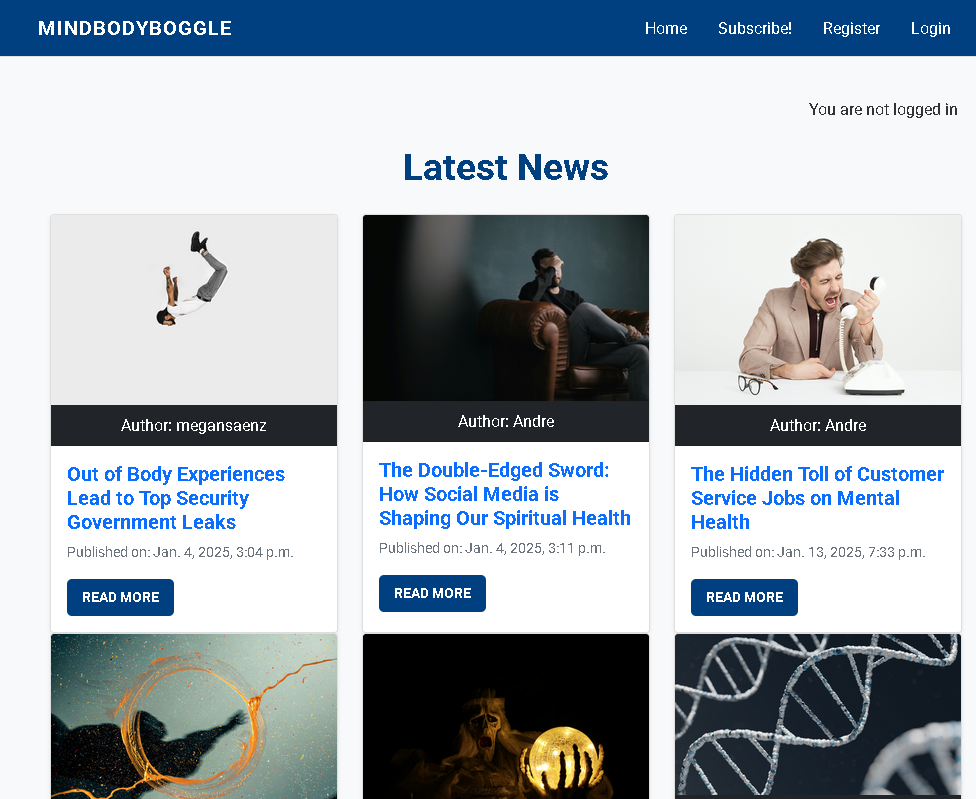 MINDBODYBOGGLE
Home Subscribe! Register Login
You are not logged in
Latest News
Author: megansaenz
Out of Body Experiences
Lead to Top Security
Government Leaks
Published on: Jan. 4, 2025, 3:04 p.m.
READ MORE
Author: Andre
The Double-Edged Sword:
How Social Media is
Shaping Our Spiritual Health
Published on: Jan. 4, 2025, 3:11 p.m.
READ MORE
Author: Andre
The Hidden Toll of Customer
Service Jobs on Mental
Health
Published on: Jan. 13, 2025, 7:33 p.m.
READ MORE